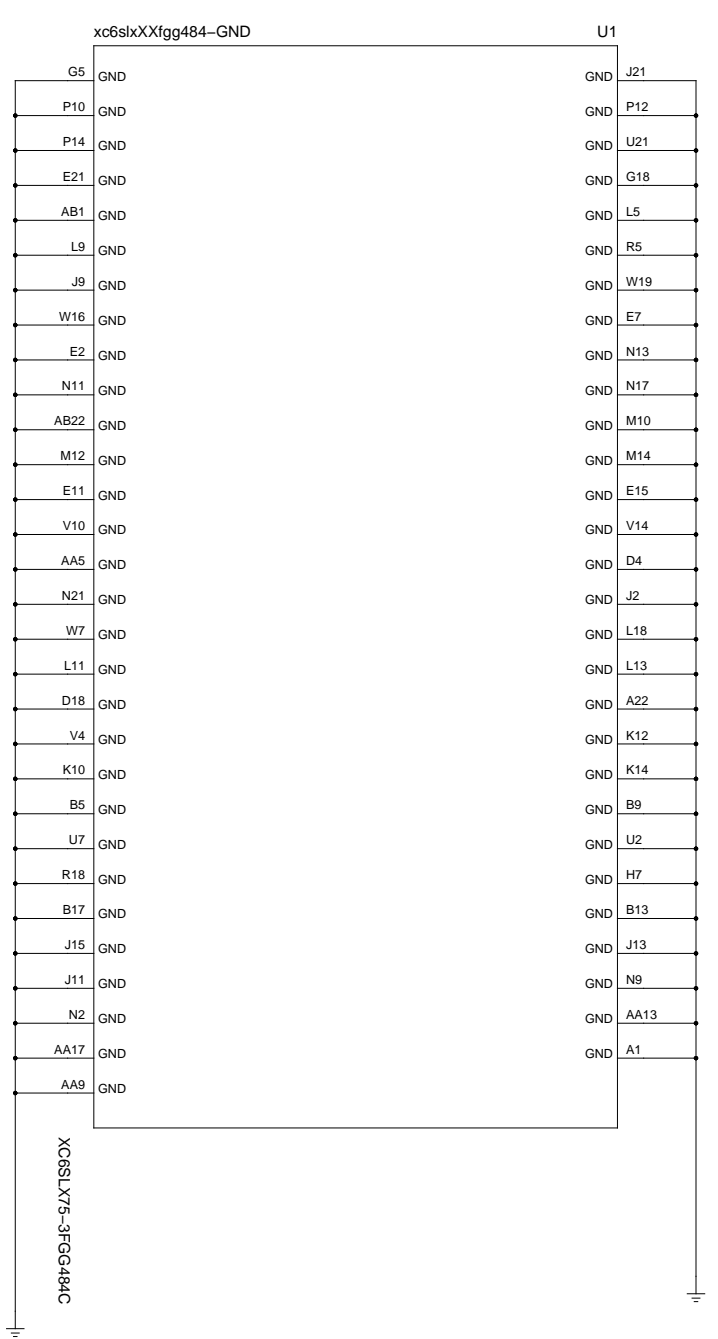 xc6slxXXfgg484–GND U1
G5 GND GND J21
P10 GND GND P12
P14 GND GND U21
E21 GND GND G18
AB1 GND GND L5
L9 GND GND R5
J9 GND GND W19
W16 GND GND E7
E2 GND GND N13
N11 GND GND N17
AB22 GND GND M10
M12 GND GND M14
E11 GND GND E15
V10 GND GND V14
AA5 GND GND D4
N21 GND GND J2
W7 GND GND L18
L11 GND GND L13
D18 GND GND A22
V4 GND GND K12
K10 GND GND K14
B5 GND GND B9
U7 GND GND U2
R18 GND GND H7
B17 GND GND B13
J15 GND GND J13
J11 GND GND N9
N2 GND GND AA13
AA17 GND GND A1
AA9 GND
XC6SLX75–3FGG484C